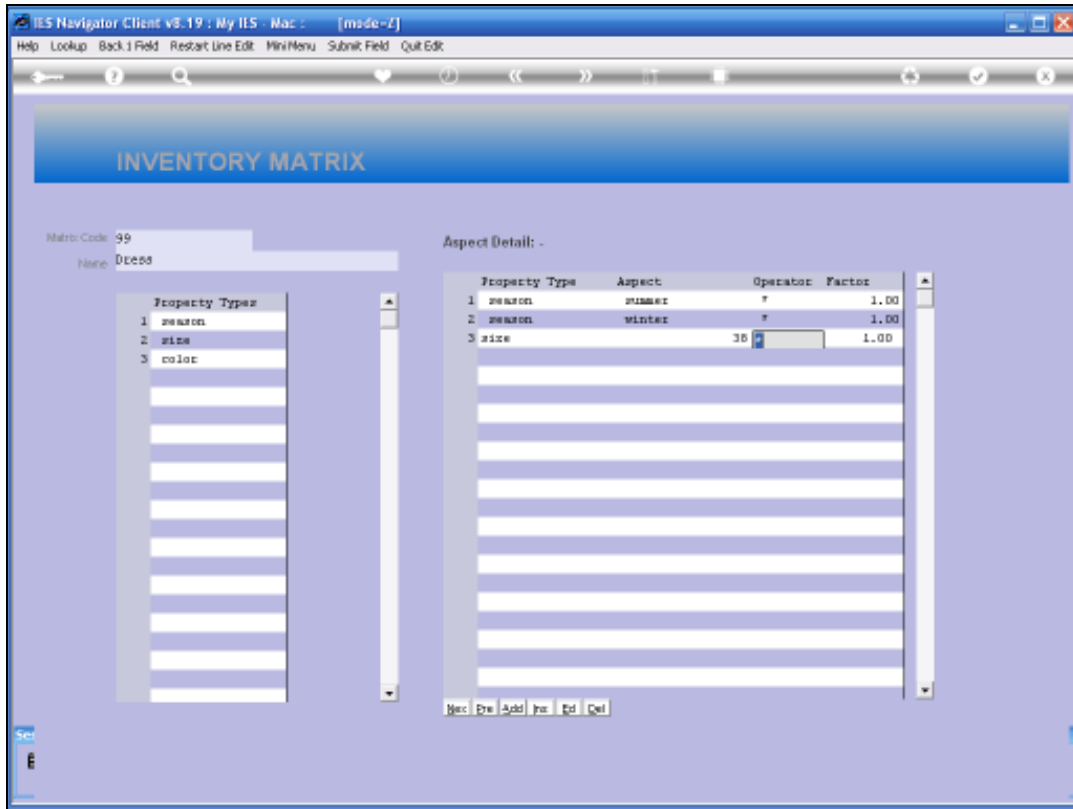 IES Navigator Client v8.19 : My IES - Mac : [mode=Z]
Help Lookup Back 1 Field Restart Line Edit MiniMenu Submit Field Quit Edit
INVENTORY MATRIX
Matrix Code 99
Name Dress
Aspect Detail: -
Property Types
1 season
2 size
3 color
Property Type Aspect Operator Factor
1 season summer * 1.00
2 season winter * 1.00
3 size 38 * 1.00
Nex Pre Add Ins Ed Del
Ser